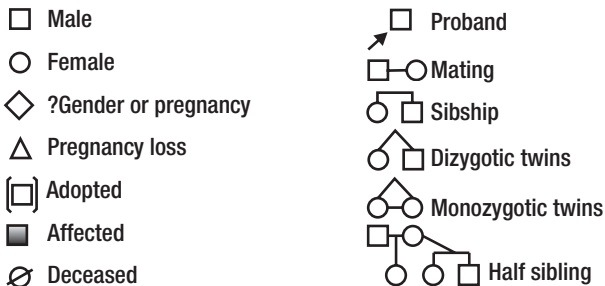 Male
Female
?Gender or pregnancy
Pregnancy loss
Adopted
Affected
Deceased
Proband
Mating
Sibship
Dizygotic twins
Monozygotic twins
Half sibling